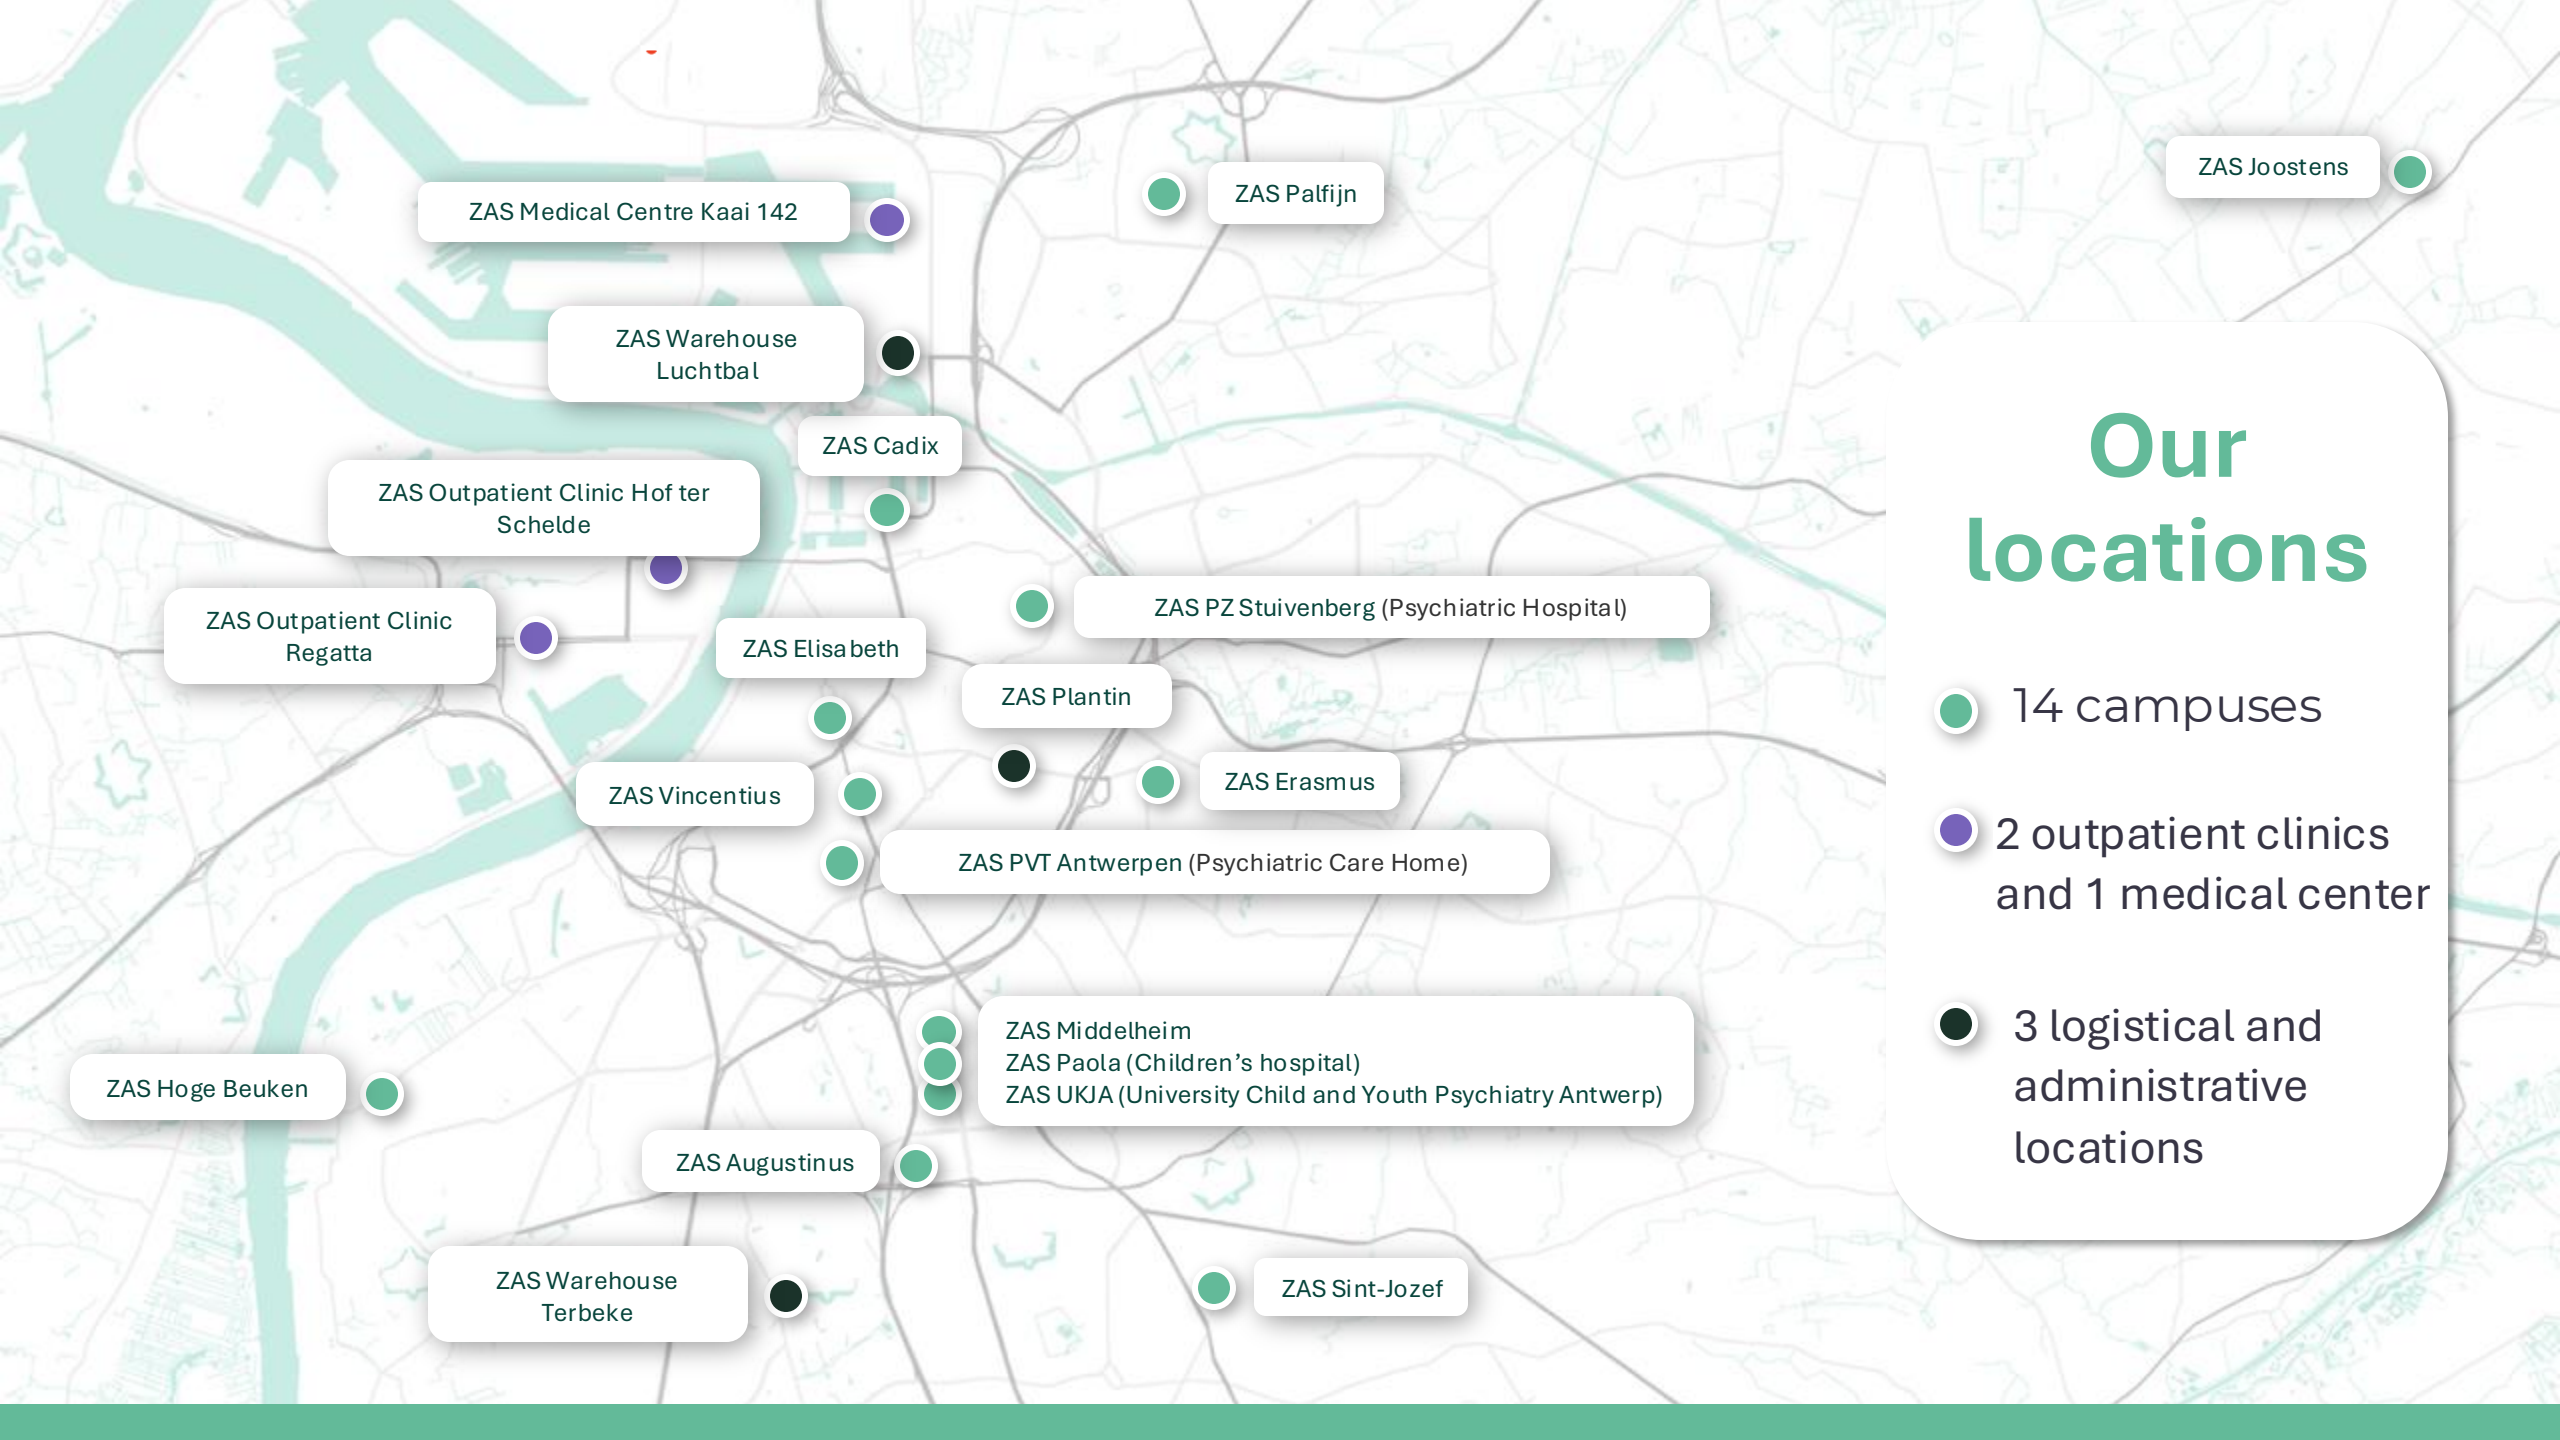 ZAS Joostens
ZAS Palfijn
ZAS Medical Centre Kaai 142
ZAS Warehouse
Luchtbal
ZAS Cadix
ZAS Outpatient Clinic Hof ter
Schelde
ZAS Outpatient Clinic
Regatta
ZAS PZ Stuivenberg (Psychiatric Hospital)
ZAS Elisabeth
ZAS Plantin
ZAS Vincentius
ZAS Erasmus
ZAS PVT Antwerpen (Psychiatric Care Home)
ZAS Middelheim
ZAS Paola (Children’s hospital)
ZAS UKJA (University Child and Youth Psychiatry Antwerp)
ZAS Hoge Beuken
ZAS Augustinus
ZAS Warehouse
Terbeke
ZAS Sint-Jozef
Our
locations
14 campuses
2 outpatient clinics
and 1 medical center
3 logistical and
administrative
locations